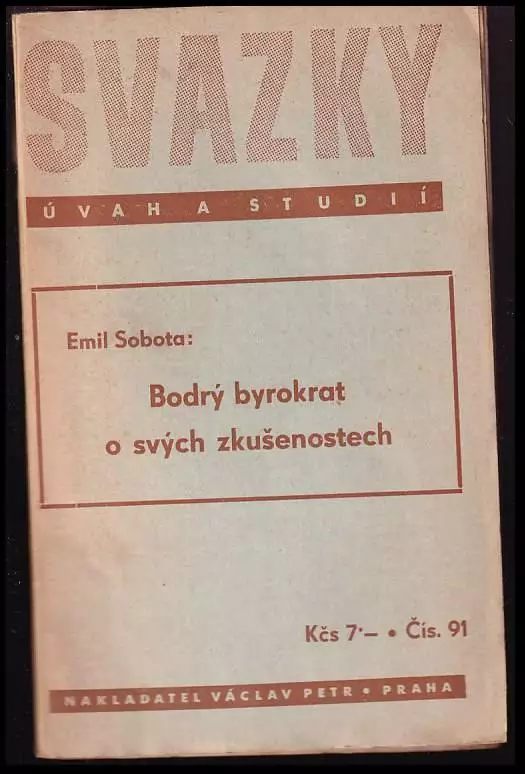 SVAZKY
ÚVAH A STUDIÍ
Emil Sobota:
Bodrý byrokrat
o svých zkušenostech
Kčs 7·– • Čís. 91
NAKLADATEL VÁCLAV PETR • PRAHA